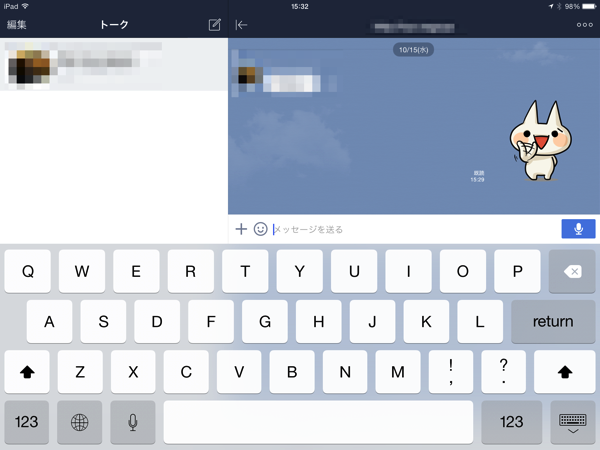 iPad 15:32 98%
編集 トーク
10/15(水)
既読
15:29
メッセージを送る
Q W E R T Y U I O P
A S D F G H J K L return
Z X C V B N M ! , ? .
123 123